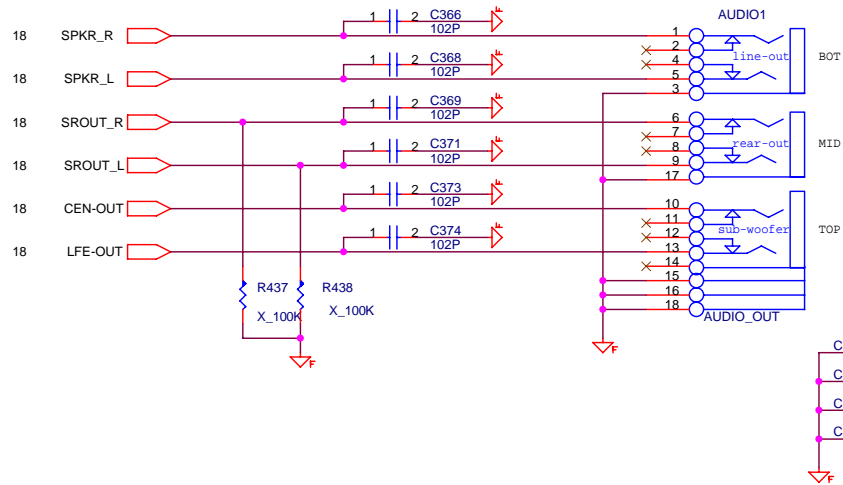 AUDIO1
1 2 C366
102P
18 SPKR_R 1
2
line-out BOT
1 2 C368
102P
4
18 SPKR_L 5
3
1 2 C369
102P
18 SROUT_R 6
7
rear-out MID
1 2 C371
102P
8
18 SROUT_L 9
17
1 2 C373
102P
18 CEN-OUT 10
11
sub-woofer TOP
1 2 C374
102P
12
18 LFE-OUT 13
14
15
16
18
AUDIO_OUT
R437 R438
X_100K X_100K
F
F
F
F
F
F
F
F
C
C
C
C
F